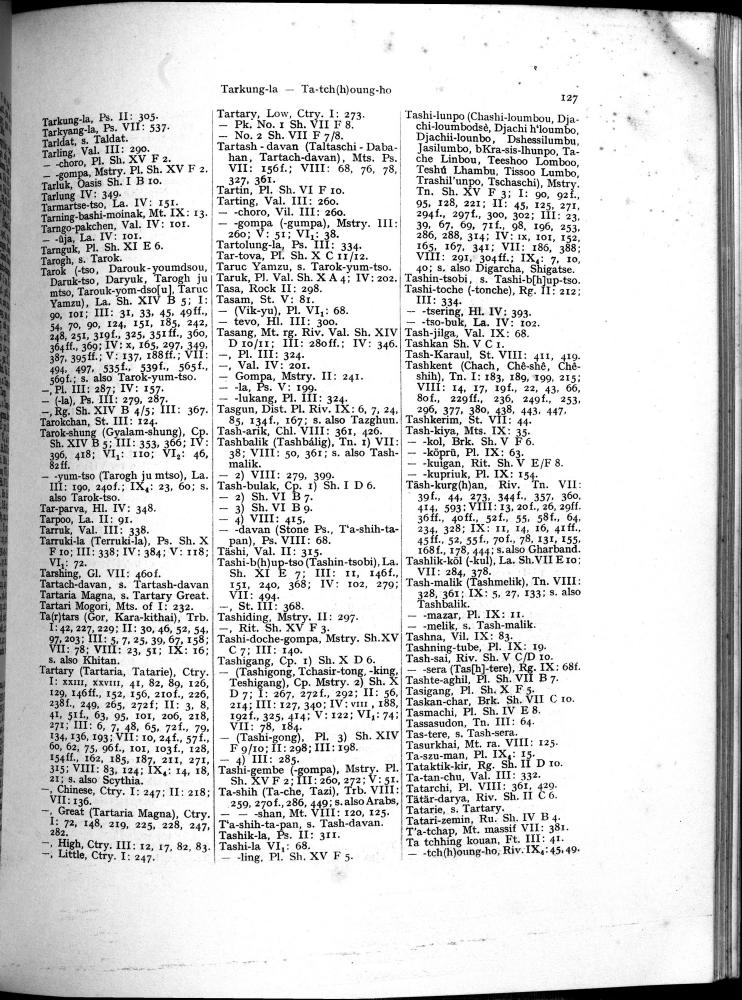 Tarkung-la — Ta-tch(h)oung-ho
127
Tarkung-la, Ps. II: 305.
Tarkyang-la, Ps. VII: 537.
Tarldat, s. Taldat.
Tarling, Val. III: 290.
— -choro, Pl. Sh. XV F 2.
— -gompa, Mstry. Pl. Sh. XV F 2.
Tarluk, Oasis Sh. I B 10.
Tarlung IV: 349.
Tarmartse-tso, La. IV: 151.
Tarning-bashi-moinak, Mt. IX: 13.
Tarngo-pakchen, Val. IV: 101.
— -ûja, La. IV: 101.
Tarnguk, Pl. Sh. XI E 6.
Tarogh, s. Tarok.
Tarok (-tso, Darouk-youmdsou,
Daruk-tso, Daryuk, Tarogh ju
mtso, Tarouk-yom-dso[u], Taruc
Yamzu), La. Sh. XIV B 5; I:
90, 101; III: 31, 33, 45, 49ff.,
54, 70, 90, 124, 151, 185, 242,
248, 251, 319f., 325, 351ff., 360,
364ff., 369; IV: x, 165, 297, 349,
387, 395ff.; V: 137, 188ff.; VII:
494, 497, 535f., 539f., 565f.,
569f.; s. also Tarok-yum-tso.
—, Pl. III: 287; IV: 157.
— (-la), Ps. III: 279, 287.
—, Rg. Sh. XIV B 4/5; III: 367.
Tarokchan, St. III: 124.
Tarok-shung (Gyalam-shung), Cp.
Sh. XIV B 5; III: 353, 366; IV:
396, 418; VI₁: 110; VI₂: 46,
82ff.
— -yum-tso (Tarogh ju mtso), La.
III: 190, 240f.; IX₄: 23, 60; s.
also Tarok-tso.
Tar-parva, Hl. IV: 348.
Tarpoo, La. II: 91.
Tarruk, Val. III: 338.
Tarruki-la (Terruki-la), Ps. Sh. X
F 10; III: 338; IV: 384; V: 118;
VI₁: 72.
Tarshing, Gl. VII: 460f.
Tartach-davan, s. Tartash-davan
Tartaria Magna, s. Tartary Great.
Tartari Mogori, Mts. of I: 232.
Ta(r)tars (Gor, Kara-kithai), Trb.
I: 42, 227, 229; II: 30, 46, 52, 54,
97, 203; III: 5, 7, 25, 39, 67, 158;
VII: 78; VIII: 23, 51; IX: 16;
s. also Khitan.
Tartary (Tartaria, Tatarie), Ctry.
I: XXIII, XXVIII, 41, 82, 89, 126,
129, 146ff., 152, 156, 210f., 226,
238f., 249, 265, 272f; II: 3, 8,
41, 51f., 63, 95, 101, 206, 218,
271; III: 6, 7, 48, 65, 72f., 79,
134, 136, 193; VII: 10, 24f., 57f.,
60, 62, 75, 96f., 101, 103f., 128,
154ff., 162, 185, 187, 211, 271,
315; VIII: 83, 124; IX₄: 14, 18,
21; s. also Scythia.
—, Chinese, Ctry. I: 247; II: 218;
VII: 136.
—, Great (Tartaria Magna), Ctry.
I: 72, 148, 219, 225, 228, 247,
282.
—, High, Ctry. III: 12, 17, 82, 83.
—, Little, Ctry. I: 247.
Tartary, Low, Ctry. I: 273.
— Pk. No. 1 Sh. VII F 8.
— No. 2 Sh. VII F 7/8.
Tartash-davan (Taltaschi-Daba-
han, Tartach-davan), Mts. Ps.
VII: 156f.; VIII: 68, 76, 78,
327, 361.
Tartin, Pl. Sh. VI F 10.
Tarting, Val. III: 260.
— -choro, Vil. III: 260.
— -gompa (-gumpa), Mstry. III:
260; V: 51; VI₁: 38.
Tartolung-la, Ps. III: 334.
Tar-tova, Pl. Sh. X C 11/12.
Taruc Yamzu, s. Tarok-yum-tso.
Taruk, Pl. Val. Sh. X A 4; IV: 202.
Tasa, Rock II: 298.
Tasam, St. V: 81.
— (Vik-yu), Pl. VI₁: 68.
— tevo, Hl. III: 300.
Tasang, Mt. rg. Riv. Val. Sh. XIV
D 10/11; III: 280ff.; IV: 346.
—, Pl. III: 324.
—, Val. IV: 201.
— Gompa, Mstry. II: 241.
— -la, Ps. V: 199.
— -lukang, Pl. III: 324.
Tasgun, Dist. Pl. Riv. IX: 6, 7, 24,
85, 134f., 167; s. also Tazghun.
Tash-arik, Chl. VIII: 361, 426.
Tashbalik (Tashbálig), Tn. 1) VII:
38; VIII: 50, 361; s. also Tash-
malik.
— 2) VIII: 279, 399.
Tash-bulak, Cp. 1) Sh. I D 6.
— 2) Sh. VI B 7.
— 3) Sh. VI B 9.
— 4) VIII: 415.
— -davan (Stone Ps., T'a-shih-ta-
pan), Ps. VIII: 68.
Täshi, Val. II: 315.
Tashi-b(h)up-tso (Tashin-tsobi), La.
Sh. XI E 7; III: 11, 146f.,
151, 240, 368; IV: 102, 279;
VII: 494.
—, St. III: 368.
Tashiding, Mstry. II: 297.
—, Rit. Sh. XV F 3.
Tashi-doche-gompa, Mstry. Sh. XV
C 7; III: 140.
Tashigang, Cp. 1) Sh. X D 6.
— (Tashigong, Tchasir-tong, -king,
Teshigang), Cp. Mstry. 2) Sh. X
D 7; I: 267, 272f., 292; II: 56,
214; III: 127, 340; IV: VIII, 188,
192f., 325, 414; V: 122; VI₁: 74;
VII: 78, 184.
— (Tashi-gong), Pl. 3) Sh. XIV
F 9/10; II: 298; III: 198.
— 4) III: 285.
Tashi-gembe (-gompa), Mstry. Pl.
Sh. XV F 2; III: 260, 272; V: 51.
Ta-shih (Ta-che, Tazi), Trb. VIII:
259, 270f., 286, 449; s. also Arabs.
— -shan, Mt. VIII: 120, 125.
T'a-shih-ta-pan, s. Tash-davan.
Tashik-la, Ps. II: 311.
Tashi-la VI₁: 68.
— -ling, Pl. Sh. XV F 5.
Tashi-lunpo (Chashi-loumbou, Dja-
chi-loumbodsè, Djachi h'loumbo,
Djachii-lounbo, Dshessilumbu,
Jasilumbo, bKra-sis-lhunpo, Ta-
che Linbou, Teeshoo Lomboo,
Teshú Lhambu, Tissoo Lumbo,
Trashil'unpo, Tschaschi), Mstry.
Tn. Sh. XV F 3; I: 90, 92f.,
95, 128, 221; II: 45, 125, 271,
294f., 297f., 300, 302; III: 23,
39, 67, 69, 71f., 98, 196, 253,
286, 288, 314; IV: IX, 101, 152,
165, 167, 341; VII: 186, 388;
VIII: 291, 304ff.; IX₄: 7, 10,
40; s. also Digarcha, Shigatse.
Tashin-tsobi, s. Tashi-b[h]up-tso.
Tashi-toche (-tonche), Rg. II: 212;
III: 334.
— -tsering, Hl. IV: 393.
— -tso-buk, La. IV: 102.
Tash-jilga, Val. IX: 68.
Tashkan Sh. V C 1.
Tash-Karaul, St. VIII: 411, 419.
Tashkent (Chach, Chê-shê, Chê-
shih), Tn. I: 183, 189, 199, 215;
VIII: 14, 17, 19f., 22, 43, 66,
80f., 229ff., 236, 249f., 253,
296, 377, 380, 438, 443, 447.
Tashkerim, St. VII: 44.
Tash-kiya, Mts. IX: 35.
— -kol, Brk. Sh. V F 6.
— -köprü, Pl. IX: 63.
— -kuigan, Rit. Sh. V E/F 8.
— -kupriuk, Pl. IX: 154.
Täsh-kurg(h)an, Riv. Tn. VII:
39f., 44, 273, 344f., 357, 360,
414, 593; VIII: 13, 20f., 26, 29ff.
36ff., 40ff., 52f., 55, 58f., 64,
234, 328; IX: 11, 14, 16, 41ff.,
45ff., 52, 55f., 70f., 78, 131, 155,
168f., 178, 444; s. also Gharband.
Tashlik-köl (-kul), La. Sh. VII E 10;
VII: 284, 378.
Tash-malik (Tashmelik), Tn. VIII:
328, 361; IX: 5, 27, 133; s. also
Tashbalik.
— -mazar, Pl. IX: 11.
— -melik, s. Tash-malik.
Tashna, Vil. IX: 83.
Tashning-tube, Pl. IX: 19.
Tash-sai, Riv. Sh. V C/D 10.
— -sera (Tas[h]-tere), Rg. IX: 68f.
Tashte-aghil, Pl. Sh. VII B 7.
Tasigang, Pl. Sh. X F 5.
Taskan-char, Brk. Sh. VII C 10.
Tasmachi, Pl. Sh. IV E 8.
Tassasudon, Tn. III: 64.
Tas-tere, s. Tash-sera.
Tasurkhai, Mt. ra. VIII: 125.
Ta-szu-man, Pl. IX₄: 15.
Tataktik-kir, Rg. Sh. II D 10.
Ta-tan-chu, Val. III: 332.
Tatarchi, Pl. VIII: 361, 429.
Tätär-darya, Riv. Sh. II C 6.
Tatarie, s. Tartary.
Tatari-zemin, Ru. Sh. IV B 4.
T'a-tchap, Mt. massif VII: 381.
Ta tchhing kouan, Ft. III: 41.
— -tch(h)oung-ho, Riv. IX₄: 45, 49.